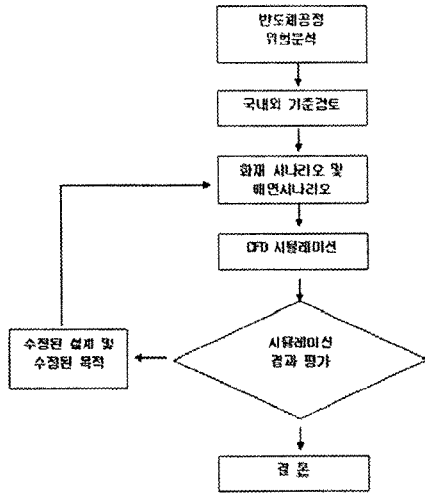 반도체공정
위험분석
국내외 기준검토
화재 시나리오 및
배연시나리오
CFD 시뮬레이션
시뮬레이션
결과 평가
수정된 설계 및
수정된 목적
결 론